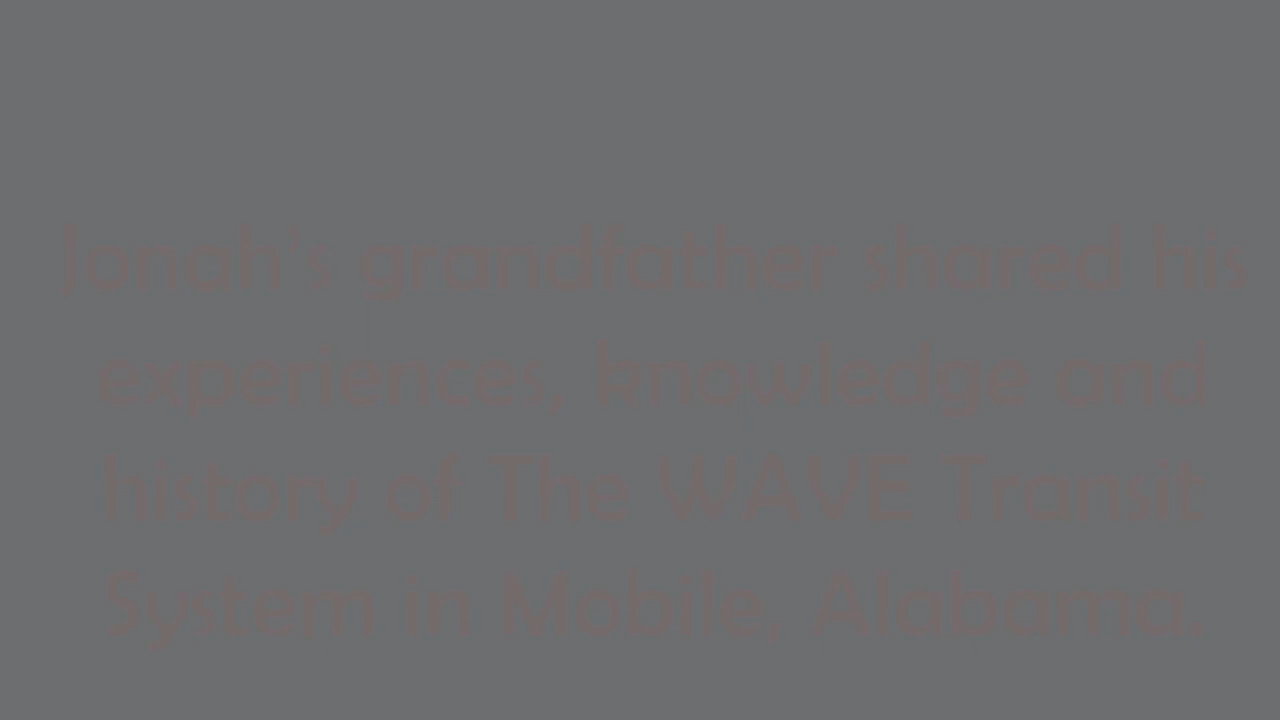 Jonah's grandfather shared his
experiences, knowledge and
history of The WAVE Transit
System in Mobile, Alabama.